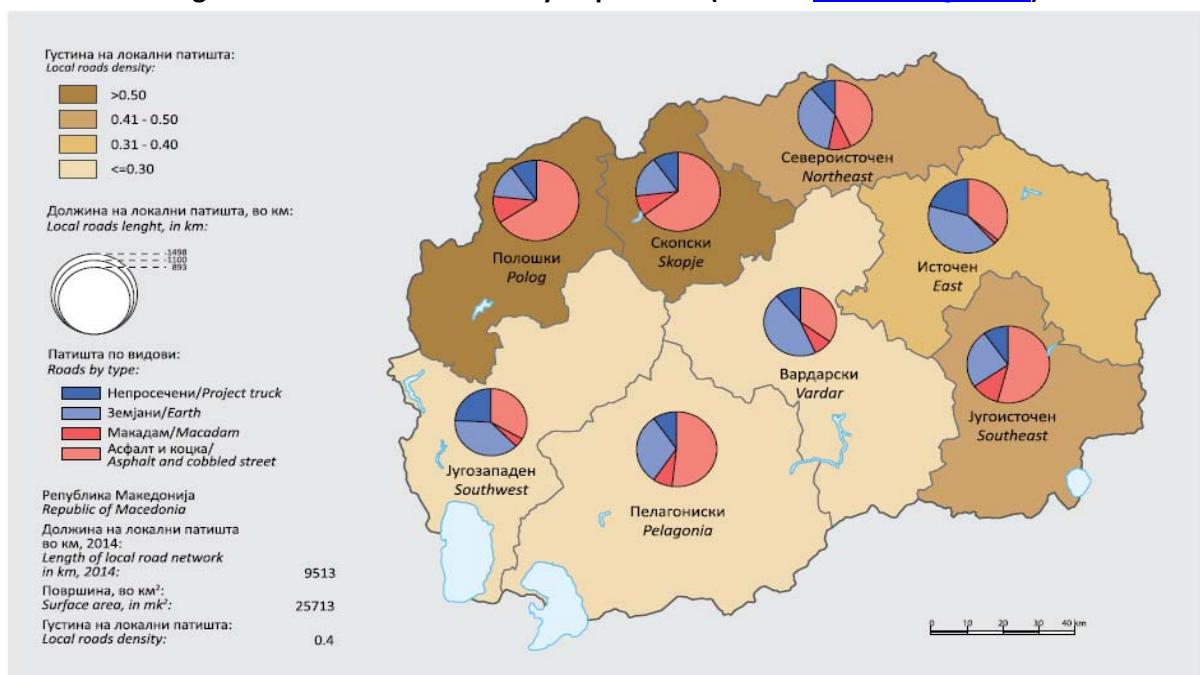 Густина на локални патишта:
Local roads density:
>0.50
0.41 - 0.50
0.31 - 0.40
<=0.30
Должина на локални патишта, во км:
Local roads lenght, in km:
1498
1100
893
Патишта по видови:
Roads by type:
Непросечени/Project truck
Земјани/Earth
Макадам/Macadam
Асфалт и коцка/
Asphalt and cobbled street
Република Македонија
Republic of Macedonia
Должина на локални патишта
во км, 2014:
Length of local road network
in km, 2014:
9513
Површина, во км²:
Surface area, in mk²:
25713
Густина на локални патишта:
Local roads density:
0.4
Североисточен
Northeast
Полошки
Polog
Скопски
Skopje
Источен
East
Вардарски
Vardar
Југоисточен
Southeast
Југозападен
Southwest
Пелагониски
Pelagonia
0 10 20 30 40 км